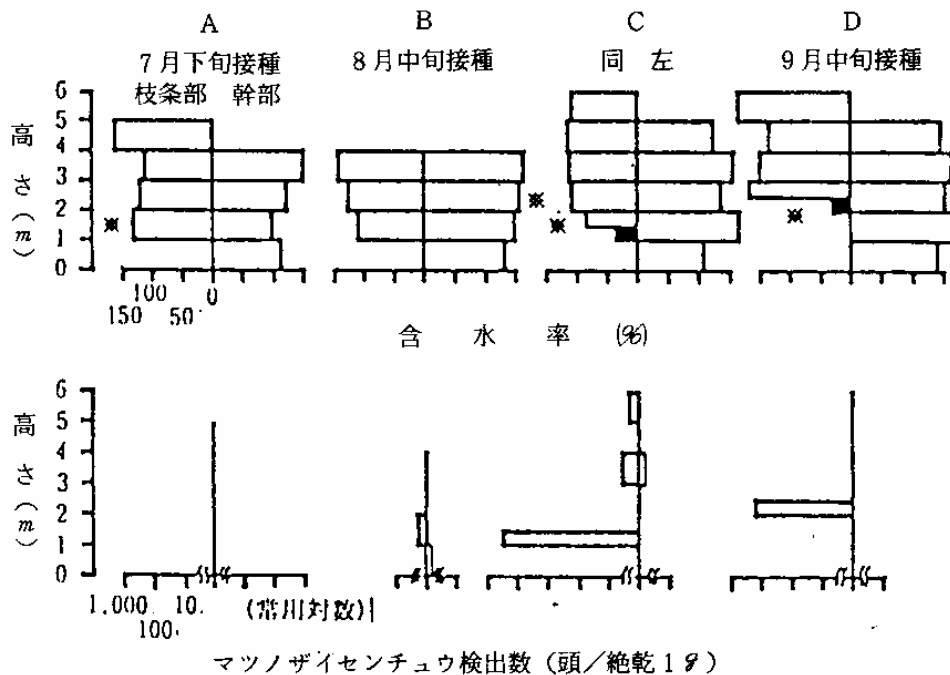 A B C D
7月下旬接種 8月中旬接種 同 左 9月中旬接種
枝条部 幹部
高さ(m)
6
5
4
3
2
1
0
※ ※ ※ ※
150 100 50 0
含 水 率 (%)
高さ(m)
6
5
4
3
2
1
0
1.000 100. 10. (常用対数)
マツノザイセンチュウ検出数(頭/絶乾1g)